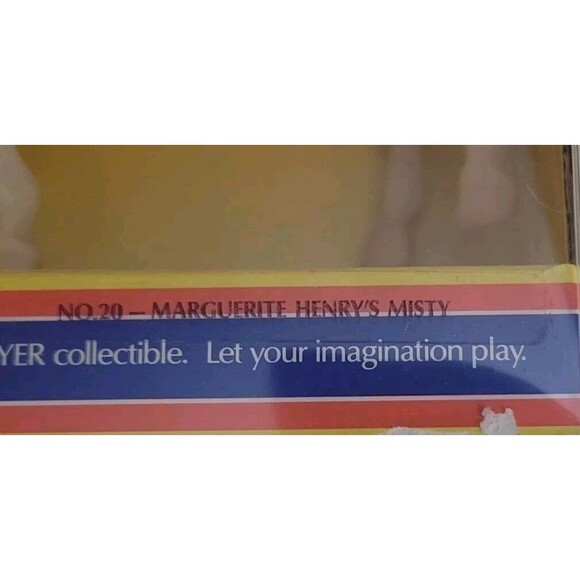 NO.20 – MARGUERITE HENRY'S MISTY
YER collectible. Let your imagination play.